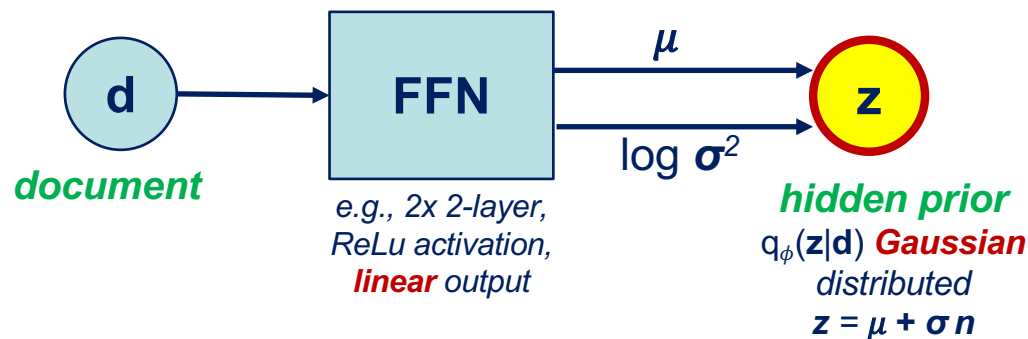 d
document
FFN
e.g., 2x 2-layer,
ReLu activation,
linear output
μ
log σ²
z
hidden prior
qϕ(z|d) Gaussian
distributed
z = μ + σ n